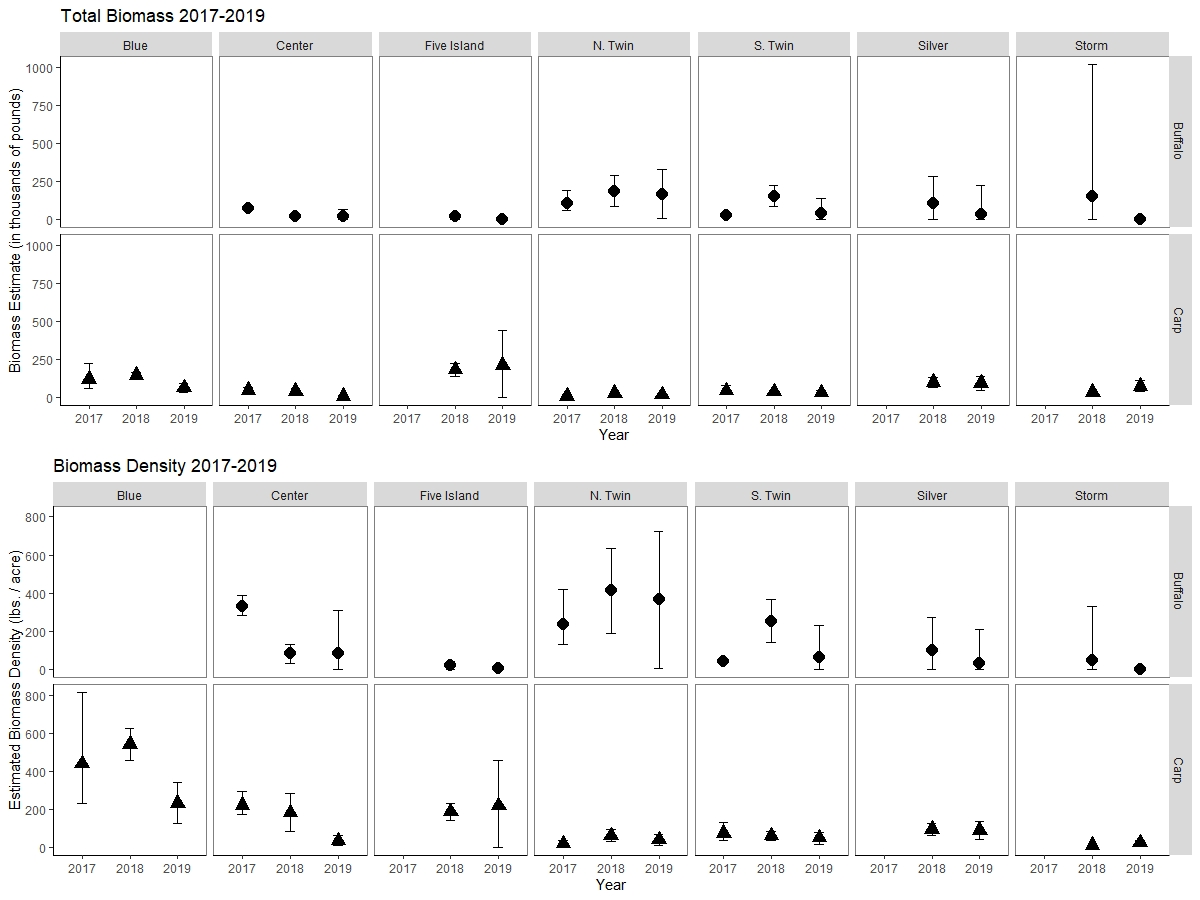 Total Biomass 2017-2019
Blue Center Five Island N. Twin S. Twin Silver Storm
Biomass Estimate (in thousands of pounds)
1000
750
500
250
0
Buffalo
1000
750
500
250
0
Carp
2017 2018 2019 2017 2018 2019 2017 2018 2019 2017 2018 2019 2017 2018 2019 2017 2018 2019 2017 2018 2019
Year
Biomass Density 2017-2019
Blue Center Five Island N. Twin S. Twin Silver Storm
Estimated Biomass Density (lbs. / acre)
800
600
400
200
0
Buffalo
800
600
400
200
0
Carp
2017 2018 2019 2017 2018 2019 2017 2018 2019 2017 2018 2019 2017 2018 2019 2017 2018 2019 2017 2018 2019
Year